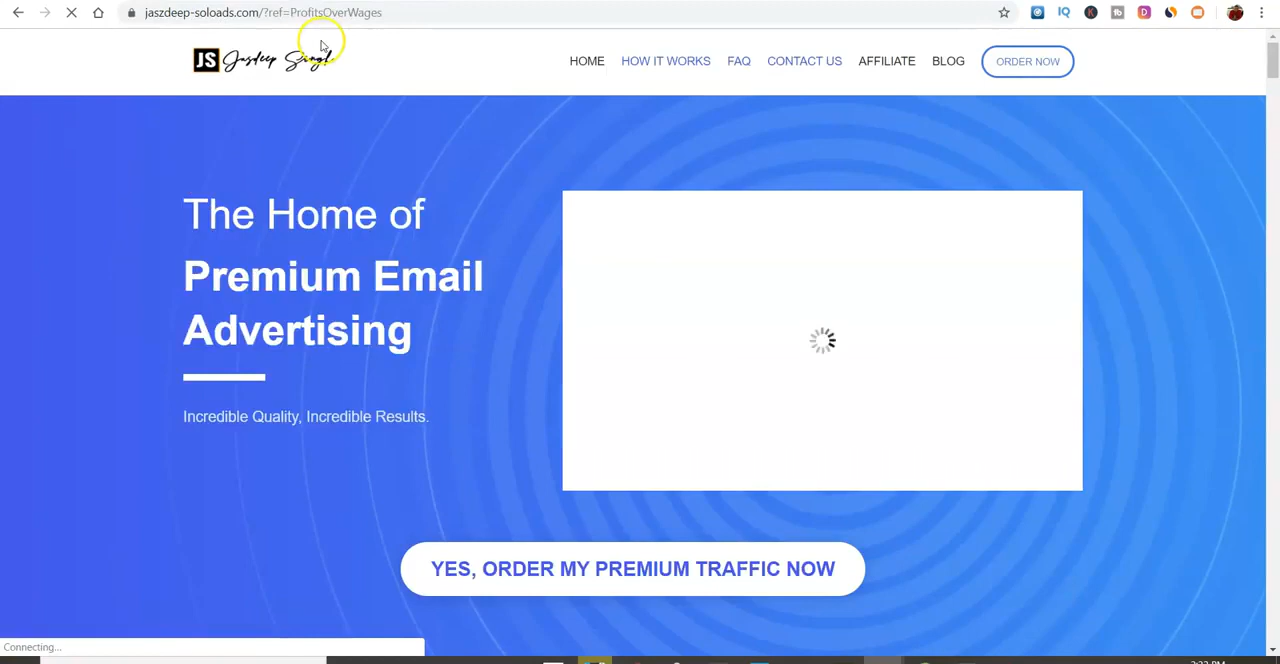 jaszdeep-soloads.com/?ref=ProfitsOverWages
JS Jasdeep Singh
HOME HOW IT WORKS FAQ CONTACT US AFFILIATE BLOG ORDER NOW
The Home of
Premium Email
Advertising
Incredible Quality, Incredible Results.
YES, ORDER MY PREMIUM TRAFFIC NOW
Connecting...